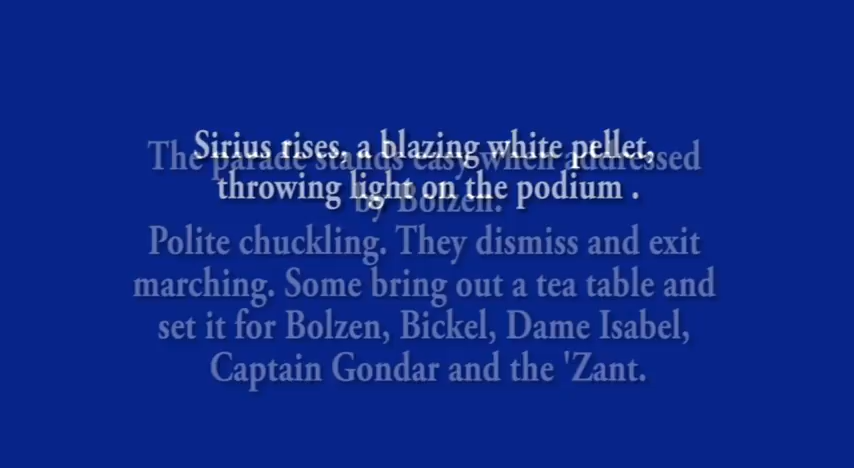 Sirius rises, a blazing white pellet,
The parade stands easy when addressed
throwing light on the podium .
by Bolzen.
Polite chuckling. They dismiss and exit
marching. Some bring out a tea table and
set it for Bolzen, Bickel, Dame Isabel,
Captain Gondar and the 'Zant.